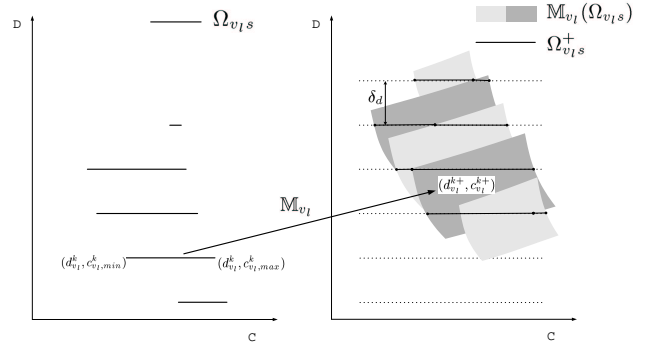 D
Ω_{v_l s}
(d^k_{v_l}, c^k_{v_l,min})
(d^k_{v_l}, c^k_{v_l,max})
C
𝕄_{v_l}
D
𝕄_{v_l}(Ω_{v_l s})
Ω^+_{v_l s}
δ_d
(d^{k+}_{v_l}, c^{k+}_{v_l})
C